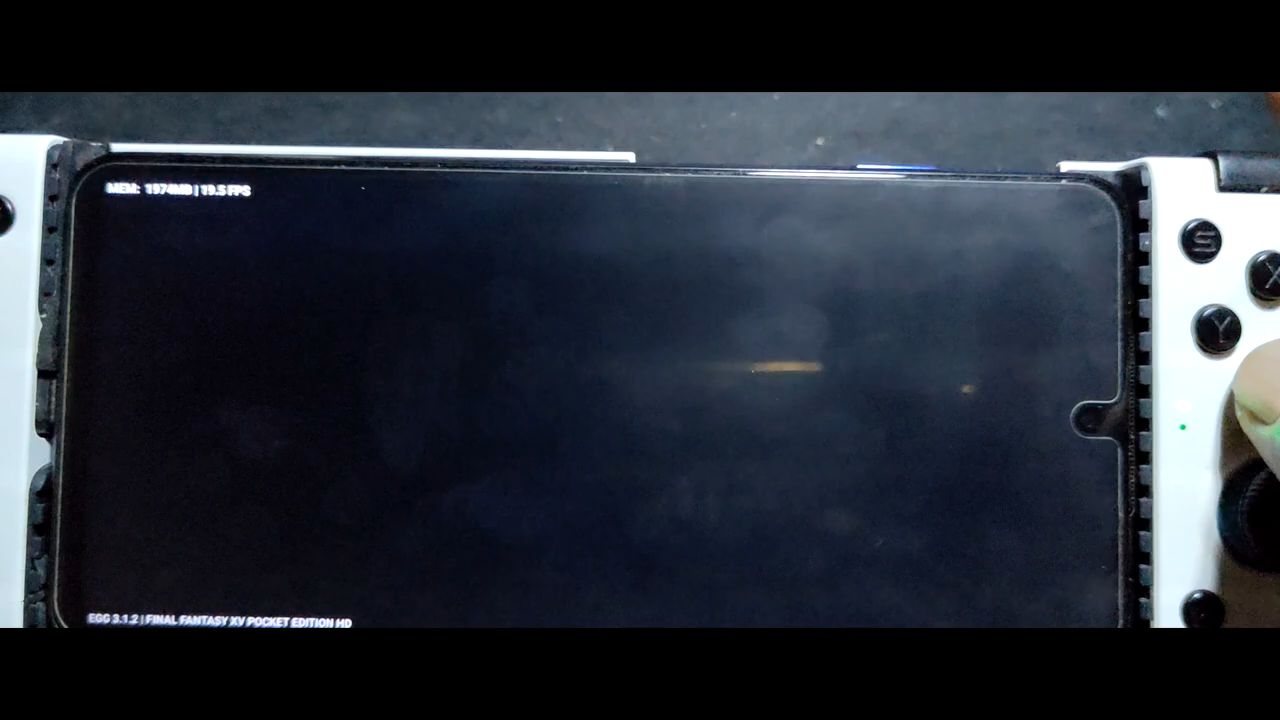 MEM: 1974MB | 19.5 FPS
S
X
Y
EGG 3.1.2 | FINAL FANTASY XV POCKET EDITION HD